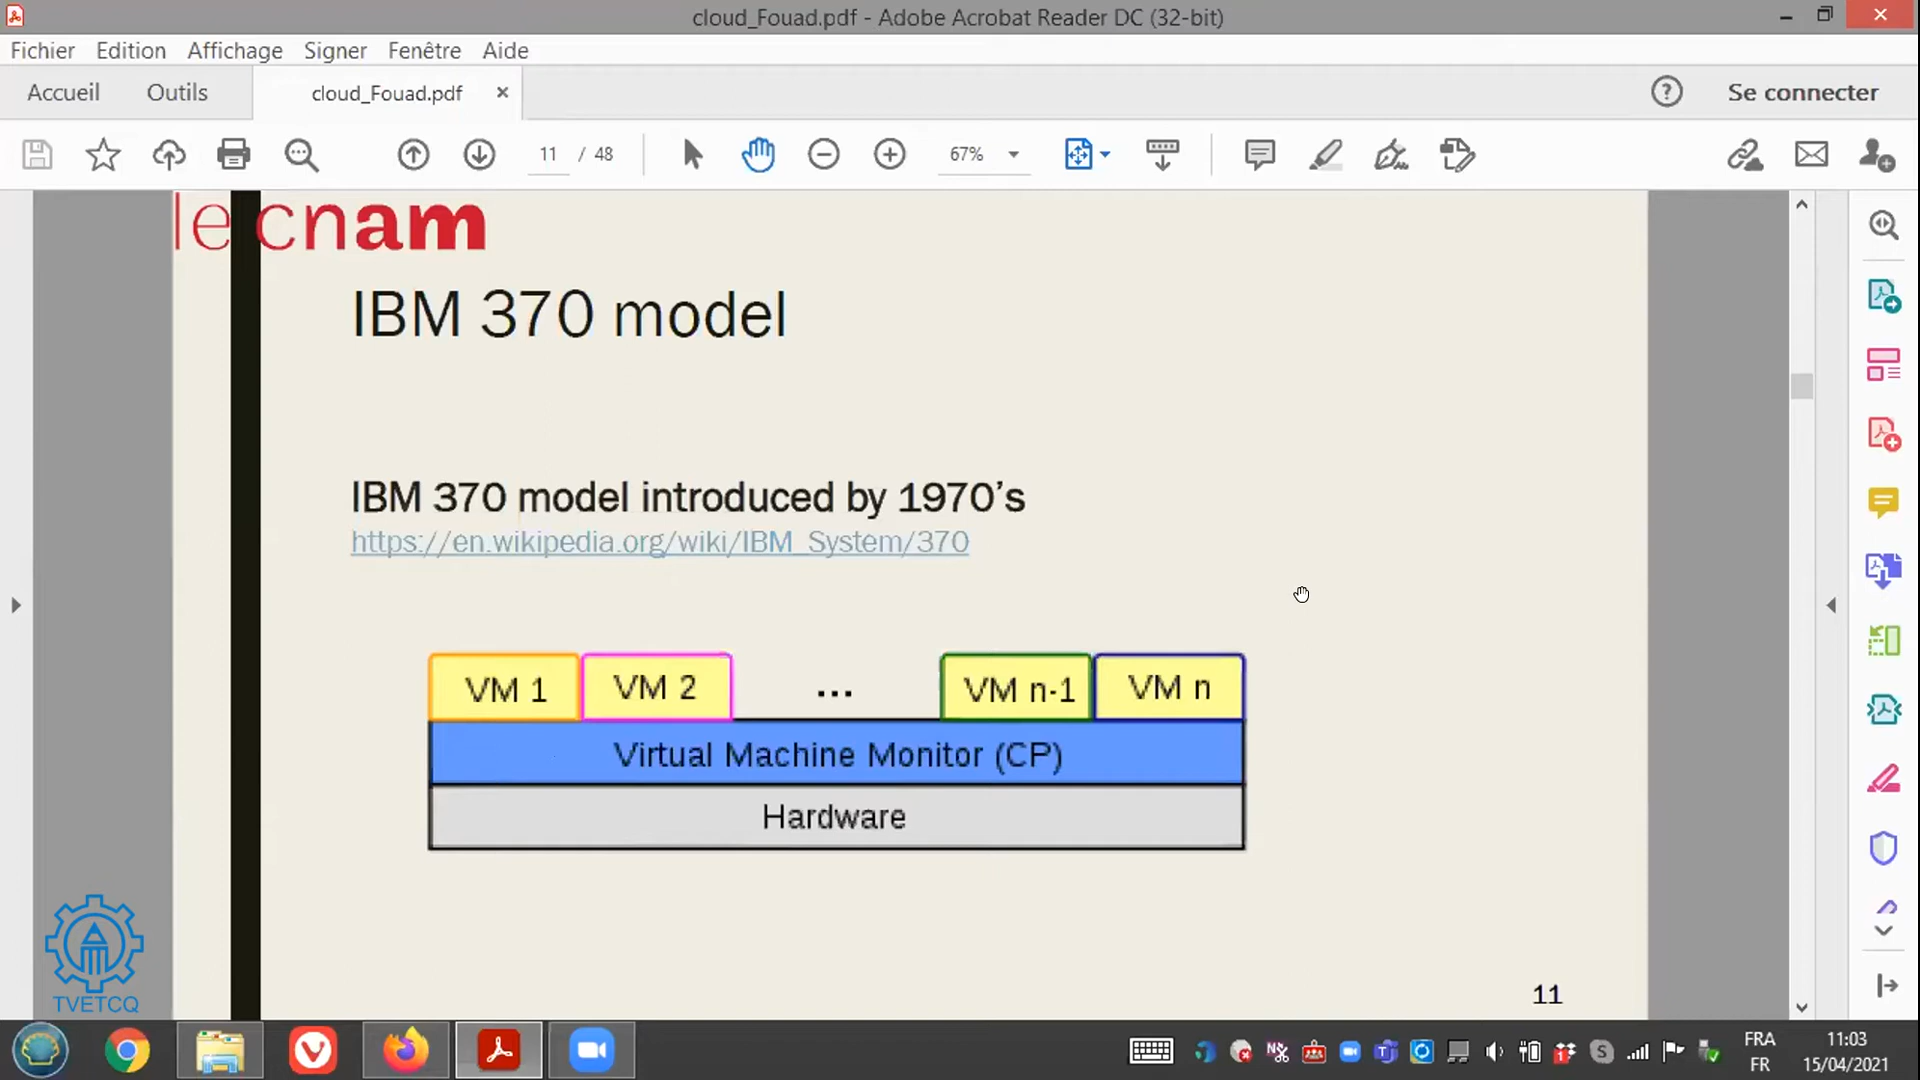 cloud_Fouad.pdf - Adobe Acrobat Reader DC (32-bit)
Fichier Edition Affichage Signer Fenêtre Aide
Accueil Outils cloud_Fouad.pdf × ? Se connecter
11 / 48 67%
le cnam
IBM 370 model
IBM 370 model introduced by 1970's
https://en.wikipedia.org/wiki/IBM_System/370
VM 1 VM 2 ... VM n-1 VM n
Virtual Machine Monitor (CP)
Hardware
TVETCQ
11
FRA 11:03
FR 15/04/2021